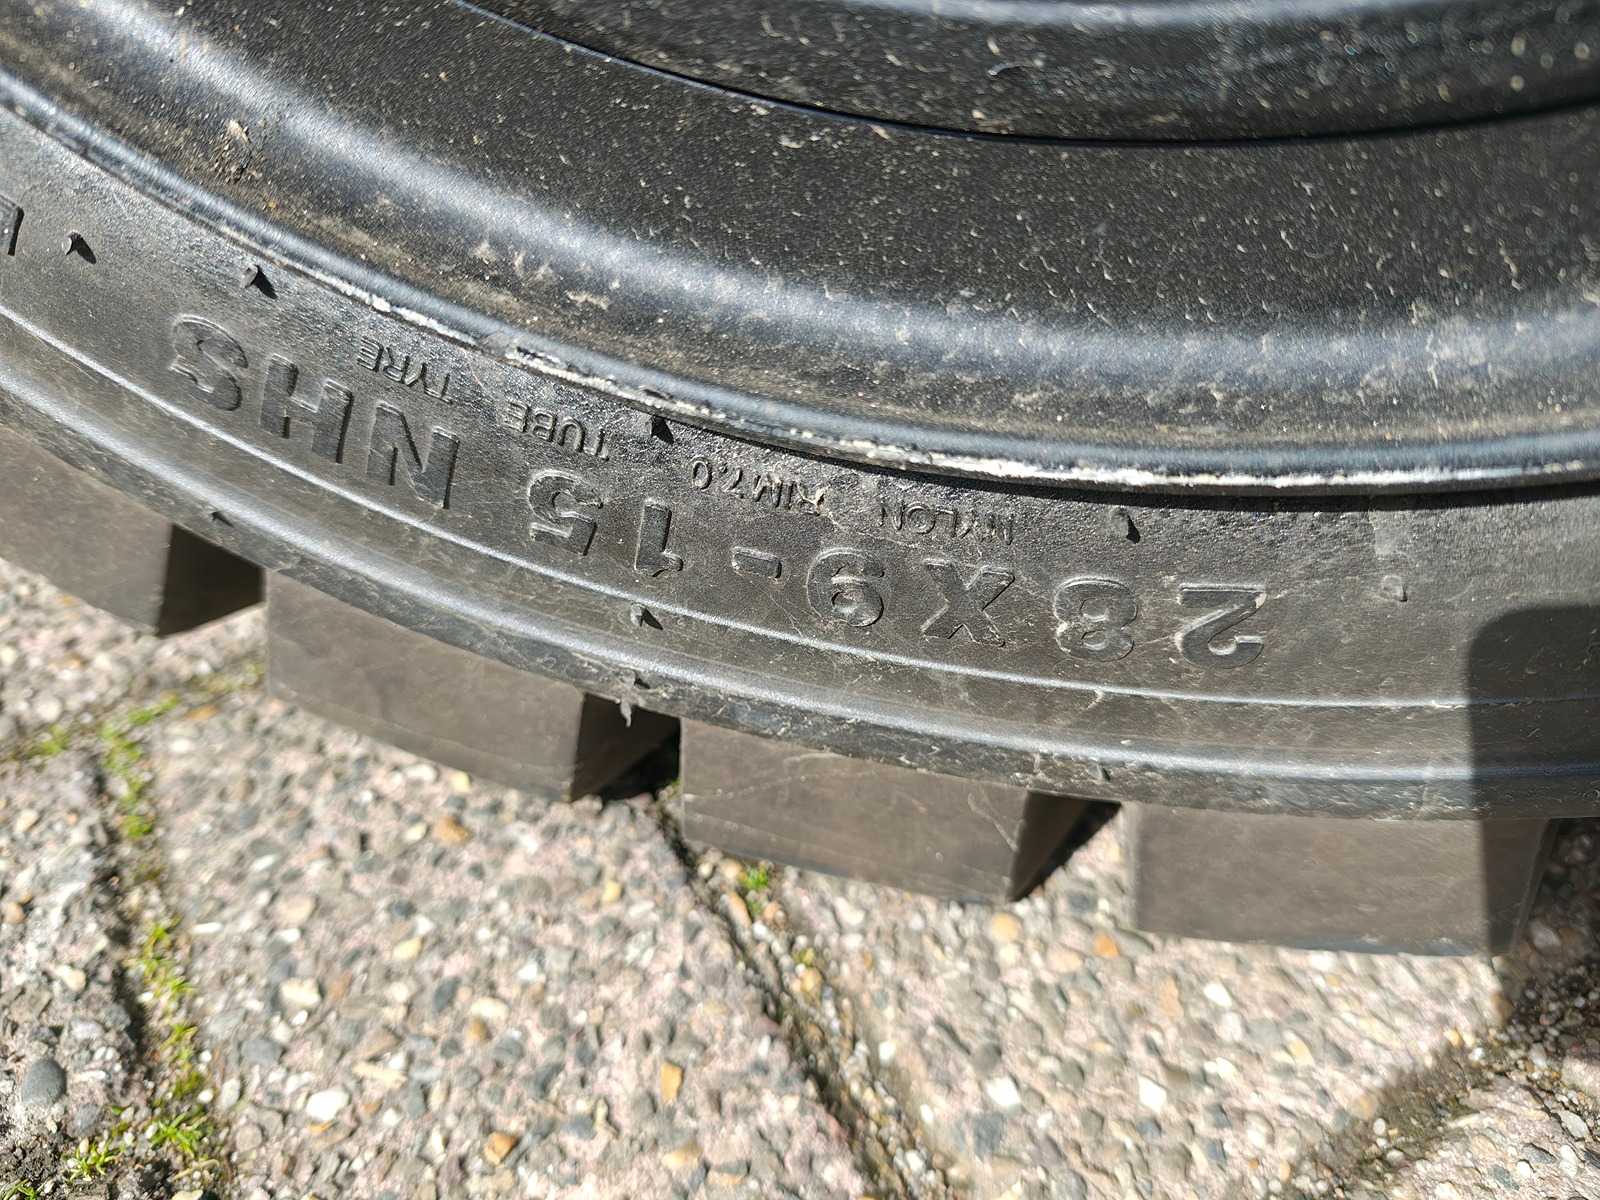 28X9-15 NHS
NYLON RIM7.0 TUBE TYRE